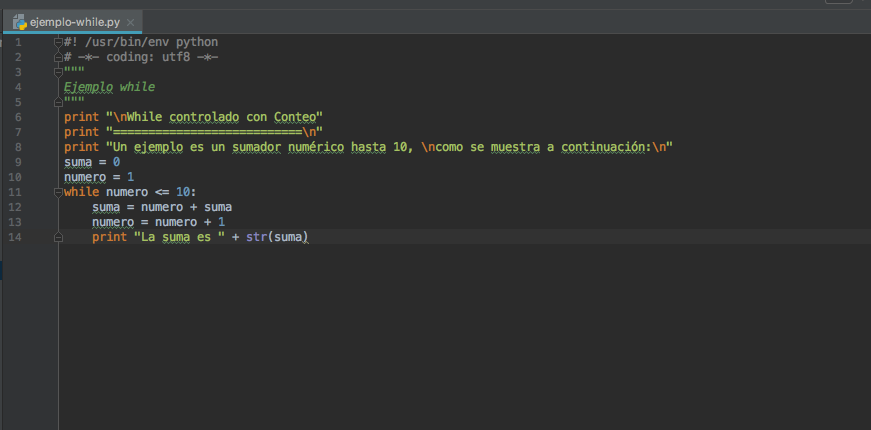 ejemplo-while.py
1 #! /usr/bin/env python
2 # -*- coding: utf8 -*-
3 """
4 Ejemplo while
5 """
6 print "\nWhile controlado con Conteo"
7 print "===========================\n"
8 print "Un ejemplo es un sumador numérico hasta 10, \ncomo se muestra a continuación:\n"
9 suma = 0
10 numero = 1
11 while numero <= 10:
12     suma = numero + suma
13     numero = numero + 1
14     print "La suma es " + str(suma)